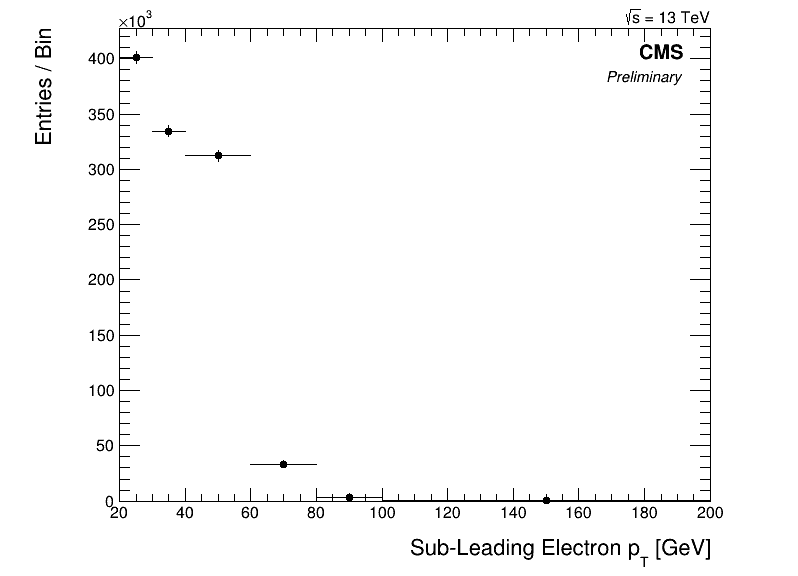 ×10³
√s = 13 TeV
CMS
Preliminary
Entries / Bin
400
350
300
250
200
150
100
50
0
20 40 60 80 100 120 140 160 180 200
Sub-Leading Electron p_T [GeV]